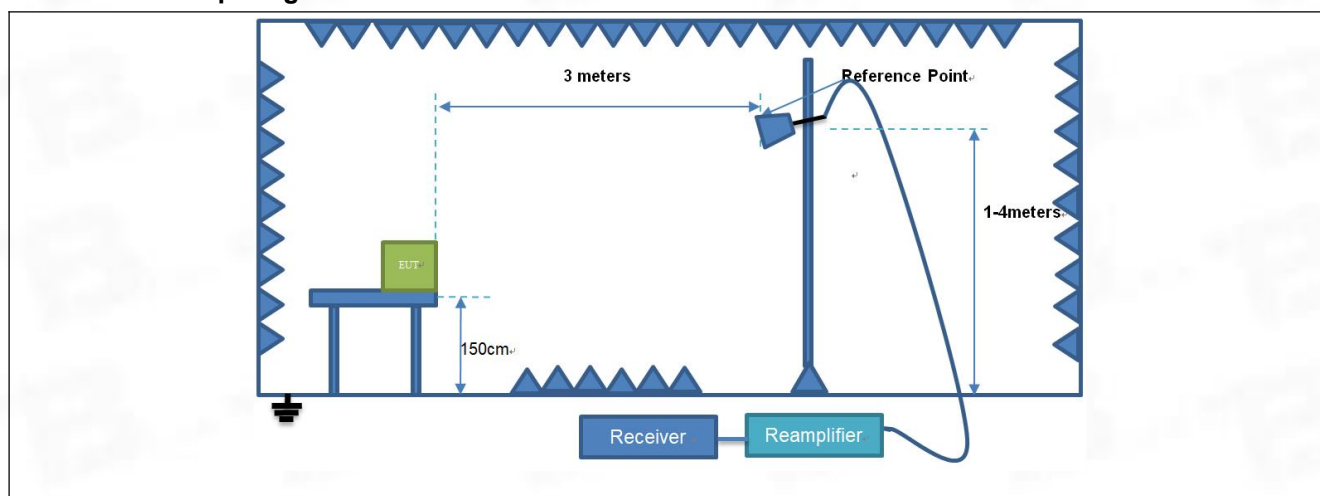 3 meters
Reference Point
1-4meters
EUT
150cm
Receiver
Reamplifier